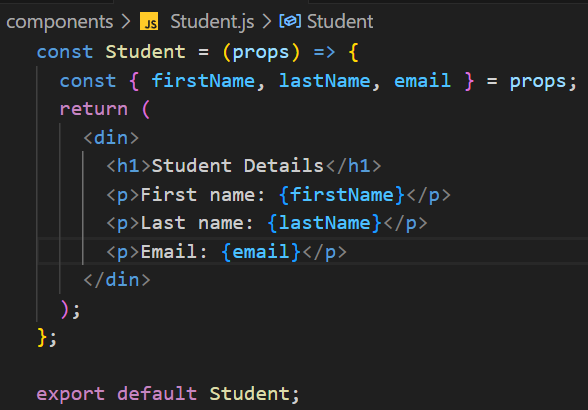 components > JS Student.js > Student
const Student = (props) => {
  const { firstName, lastName, email } = props;
  return (
    <din>
      <h1>Student Details</h1>
      <p>First name: {firstName}</p>
      <p>Last name: {lastName}</p>
      <p>Email: {email}</p>
    </din>
  );
};

export default Student;